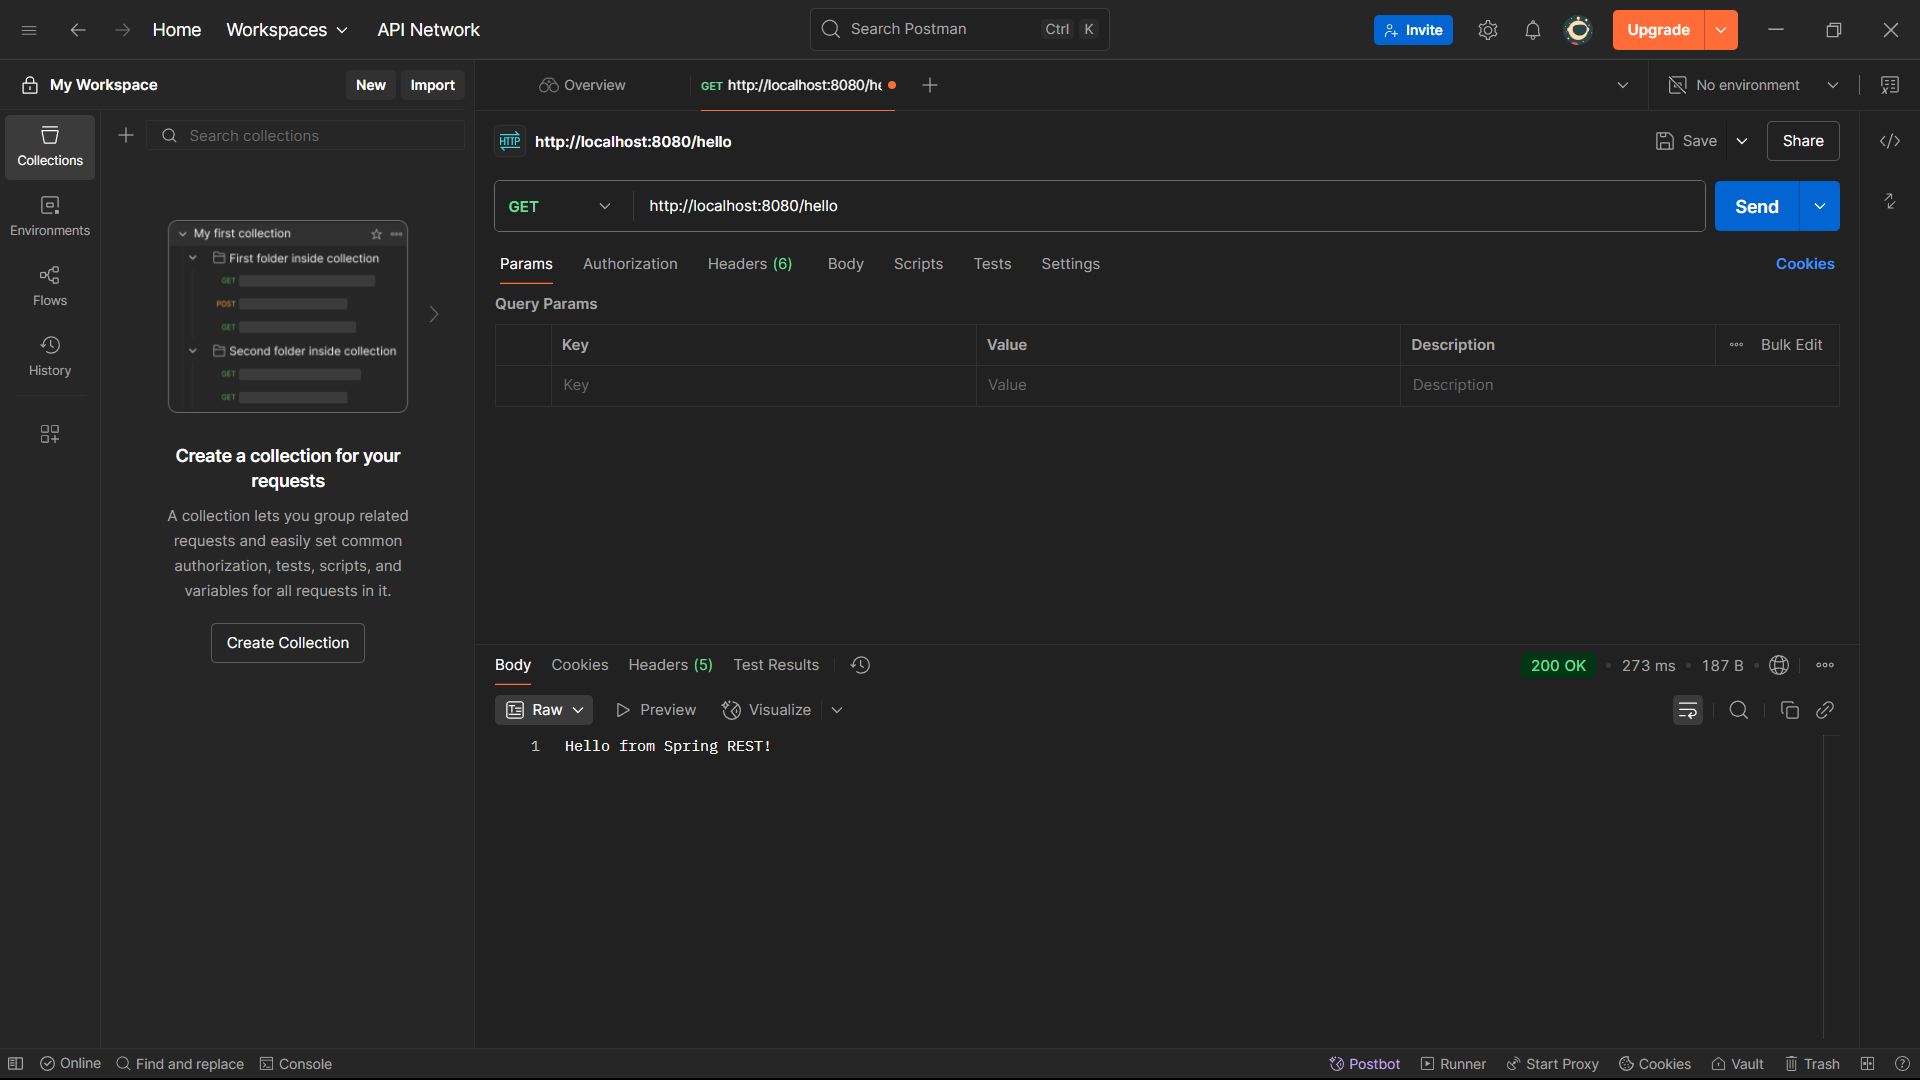 Home Workspaces API Network
Search Postman Ctrl K
Invite Upgrade
My Workspace New Import
Overview GET http://localhost:8080/he
No environment
Collections
Environments
Flows
History
Search collections
My first collection
First folder inside collection
GET
POST
GET
Second folder inside collection
GET
GET
Create a collection for your
requests
A collection lets you group related
requests and easily set common
authorization, tests, scripts, and
variables for all requests in it.
Create Collection
HTTP http://localhost:8080/hello
Save Share
GET http://localhost:8080/hello Send
Params Authorization Headers (6) Body Scripts Tests Settings Cookies
Query Params
Key Value Description Bulk Edit
Key Value Description
Body Cookies Headers (5) Test Results 200 OK 273 ms 187 B
Raw Preview Visualize
1 Hello from Spring REST!
Online Find and replace Console
Postbot Runner Start Proxy Cookies Vault Trash